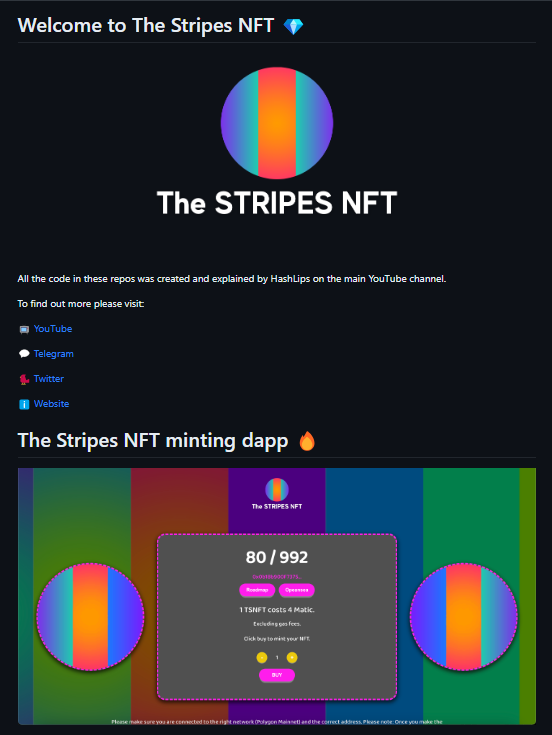 Welcome to The Stripes NFT 💎
The STRIPES NFT
All the code in these repos was created and explained by HashLips on the main YouTube channel.
To find out more please visit:
YouTube
Telegram
Twitter
Website
The Stripes NFT minting dapp 🔥
The STRIPES NFT
80 / 992
Roadmap Opensea
1 TSNFT costs 4 Matic.
Excluding gas fees.
Click buy to mint your NFT.
- 1 +
BUY
Please make sure you are connected to the right network (Polygon Mainnet) and the correct address. Please note: Once you make the